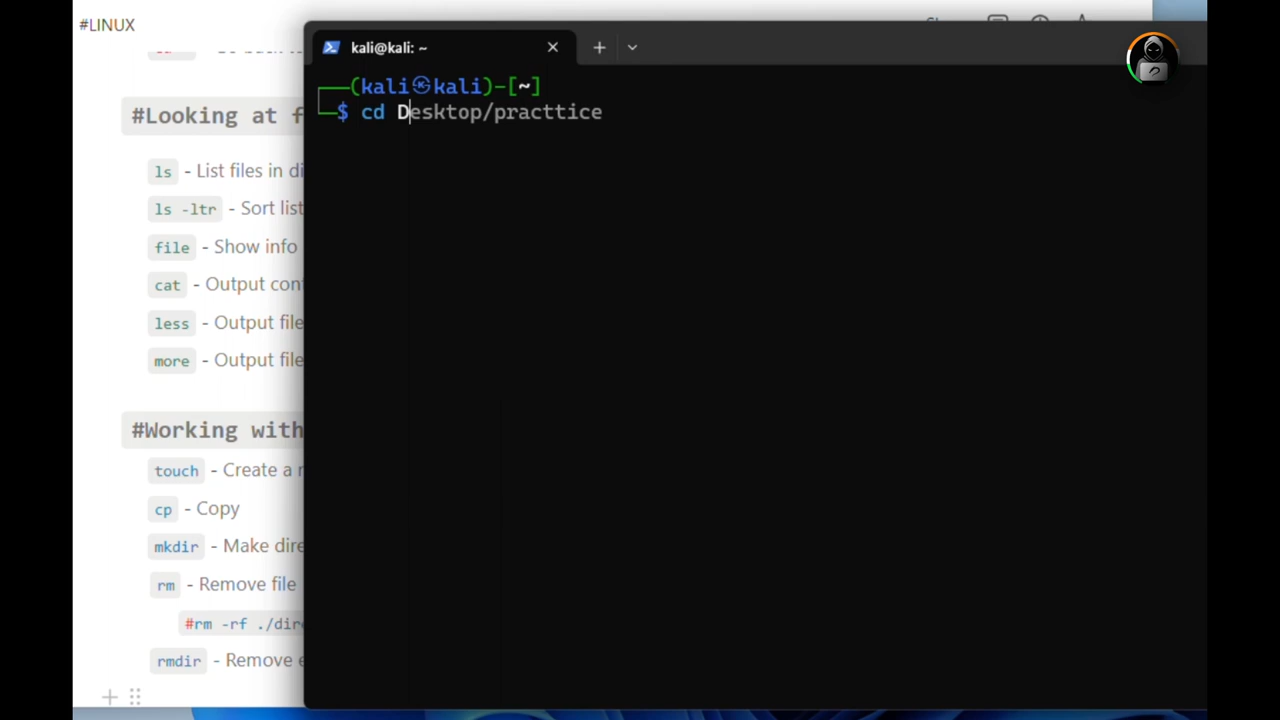 #LINUX
kali@kali: ~
#Looking at f
ls - List files in di
ls -ltr - Sort list
file - Show info
cat - Output cont
less - Output file
more - Output file
#Working with
touch - Create a n
cp - Copy
mkdir - Make dire
rm - Remove file
#rm -rf ./dire
rmdir - Remove e
(kali㉿kali)-[~]
$ cd Desktop/practtice